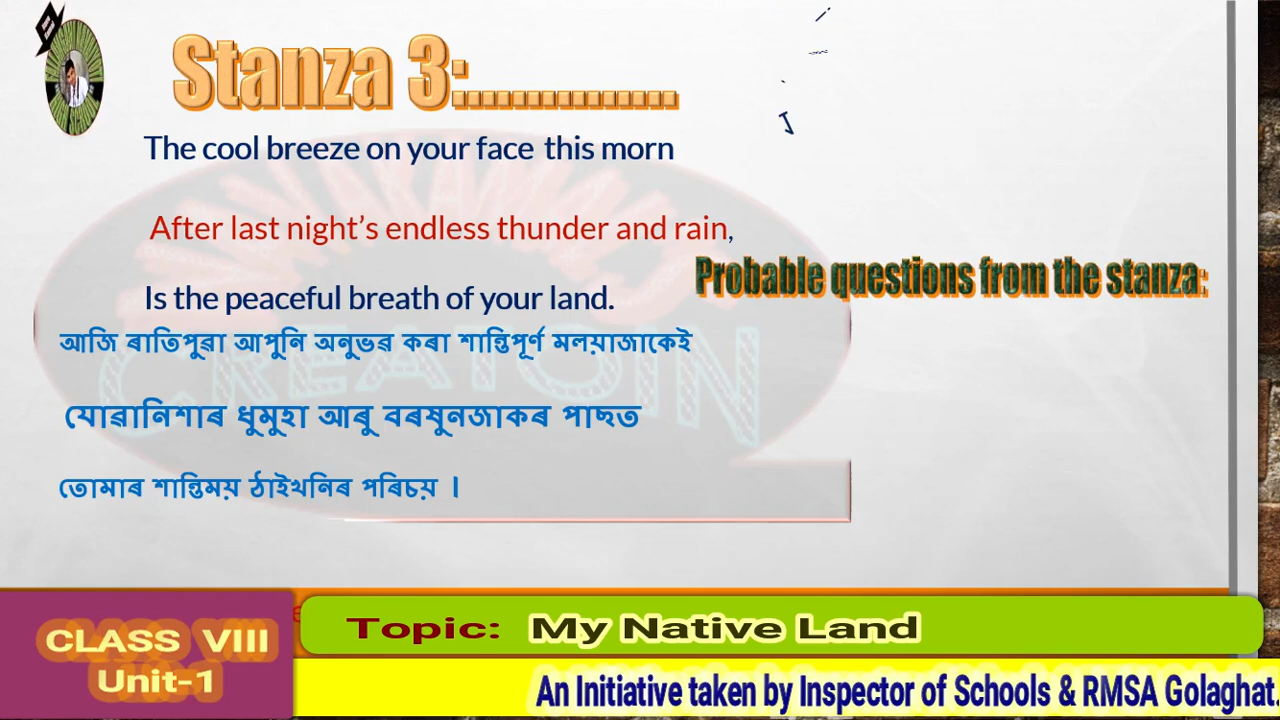 Stanza 3:..............
The cool breeze on your face this morn
After last night’s endless thunder and rain,
Probable questions from the stanza:
Is the peaceful breath of your land.
আজি ৰাতিপুৱা আপুনি অনুভৱ কৰা শান্তিপূৰ্ণ মলয়াজাকেই
যোৱানিশাৰ ধুমুহা আৰু বৰষুনজাকৰ পাছত
তোমাৰ শান্তিময় ঠাইখনিৰ পৰিচয় ।
CREATOIN
CLASS VIII
Unit-1
Topic: My Native Land
An Initiative taken by Inspector of Schools & RMSA Golaghat.